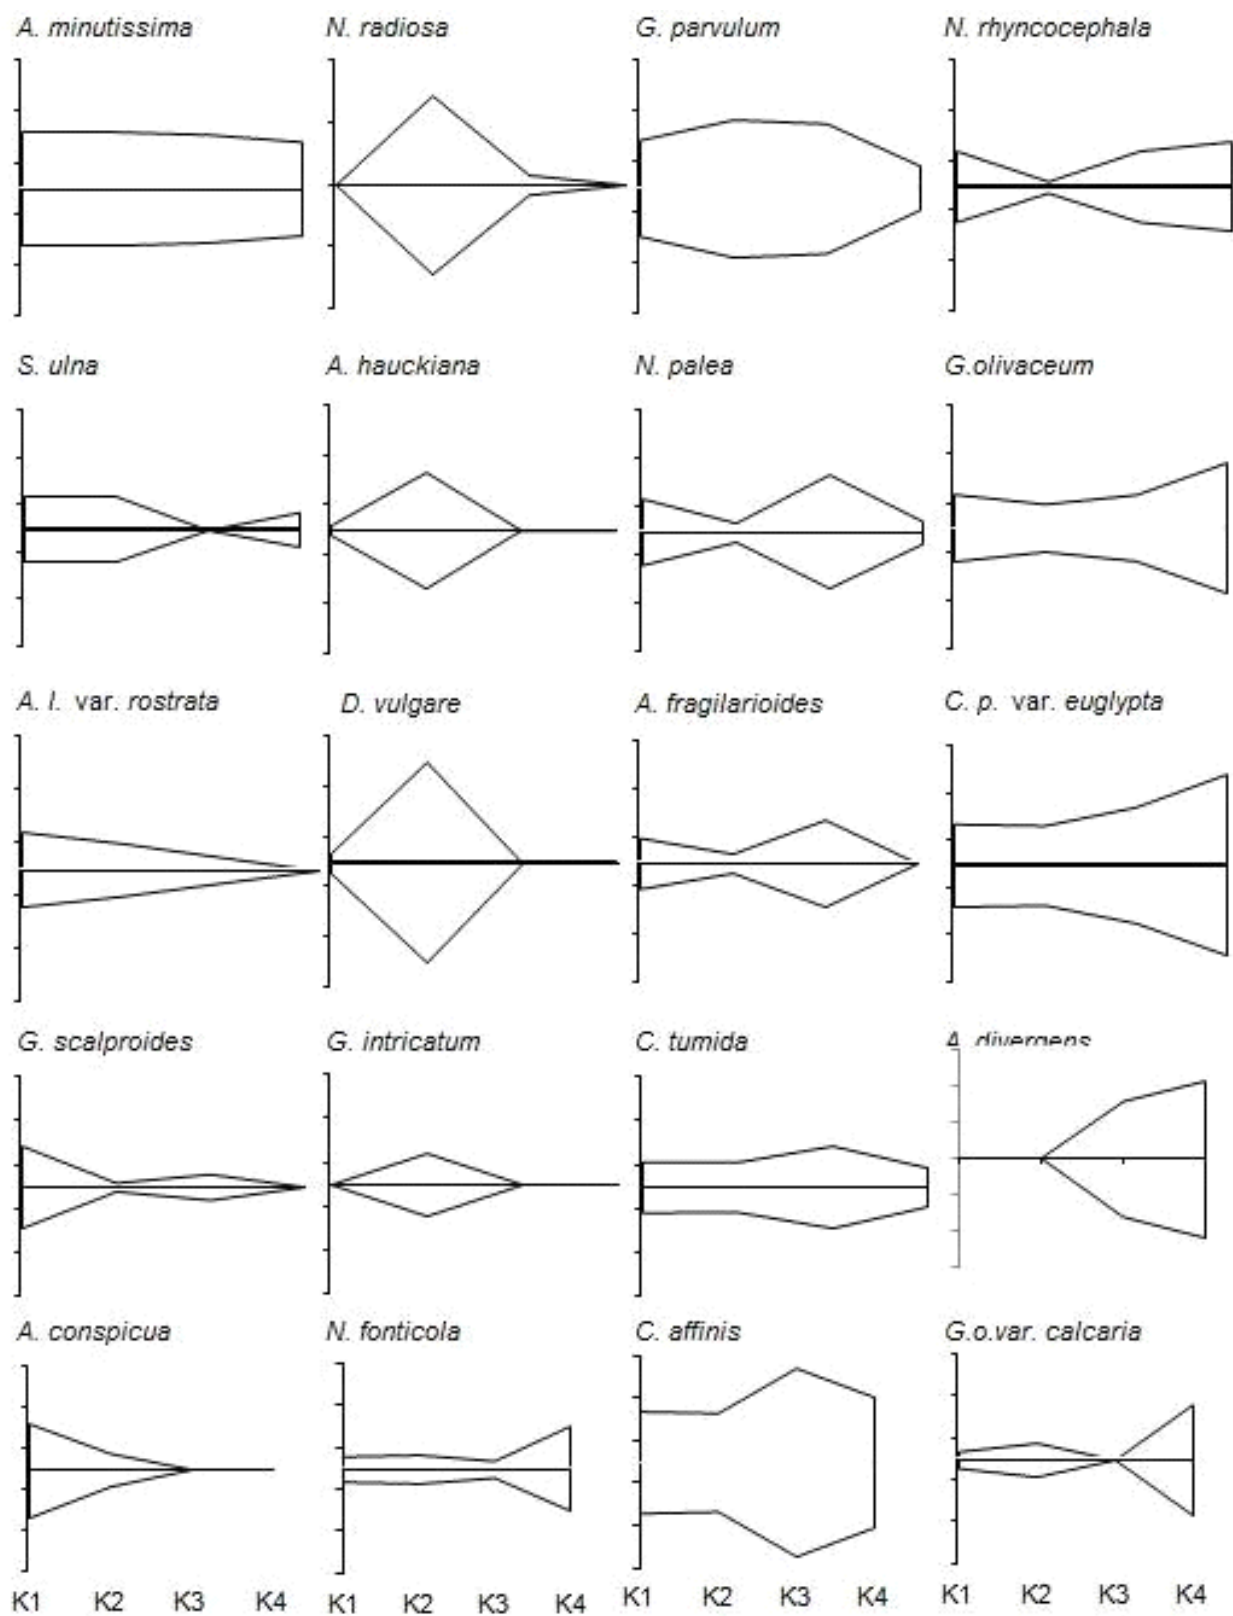 A. minutissima N. radiosa G. parvulum N. rhyncocephala
S. ulna A. hauckiana N. palea G.olivaceum
A. l. var. rostrata D. vulgare A. fragilarioides C. p. var. euglypta
G. scalproides G. intricatum C. tumida A. divergens
A. conspicua N. fonticola C. affinis G.o.var. calcaria
K1 K2 K3 K4 K1 K2 K3 K4 K1 K2 K3 K4 K1 K2 K3 K4